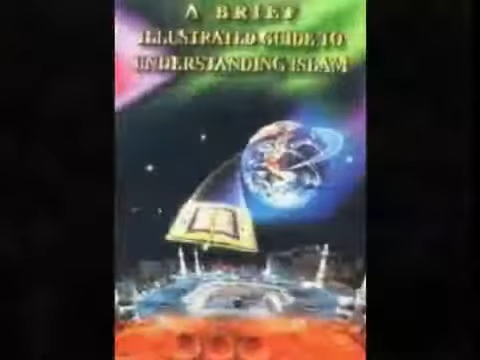 A BRIEF
ILLUSTRATED GUIDE TO
UNDERSTANDING ISLAM